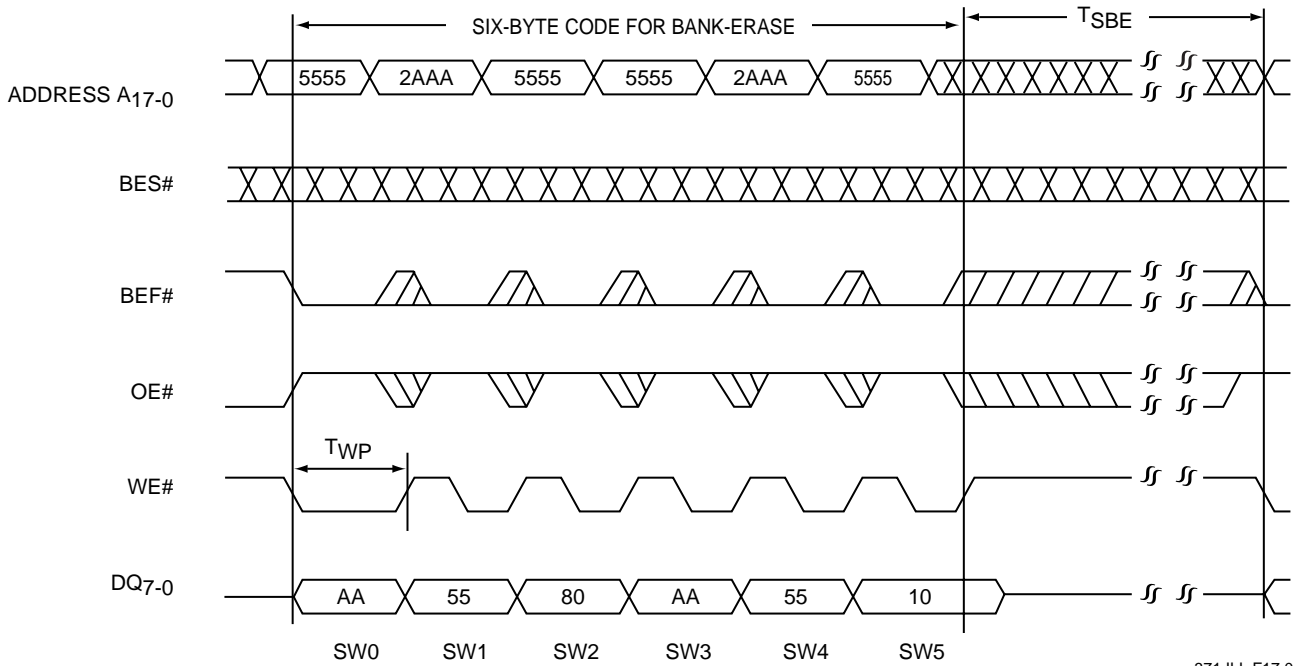 SIX-BYTE CODE FOR BANK-ERASE
TSBE
ADDRESS A17-0
5555 2AAA 5555 5555 2AAA 5555
BES#
BEF#
OE#
TWP
WE#
DQ7-0
AA 55 80 AA 55 10
SW0 SW1 SW2 SW3 SW4 SW5